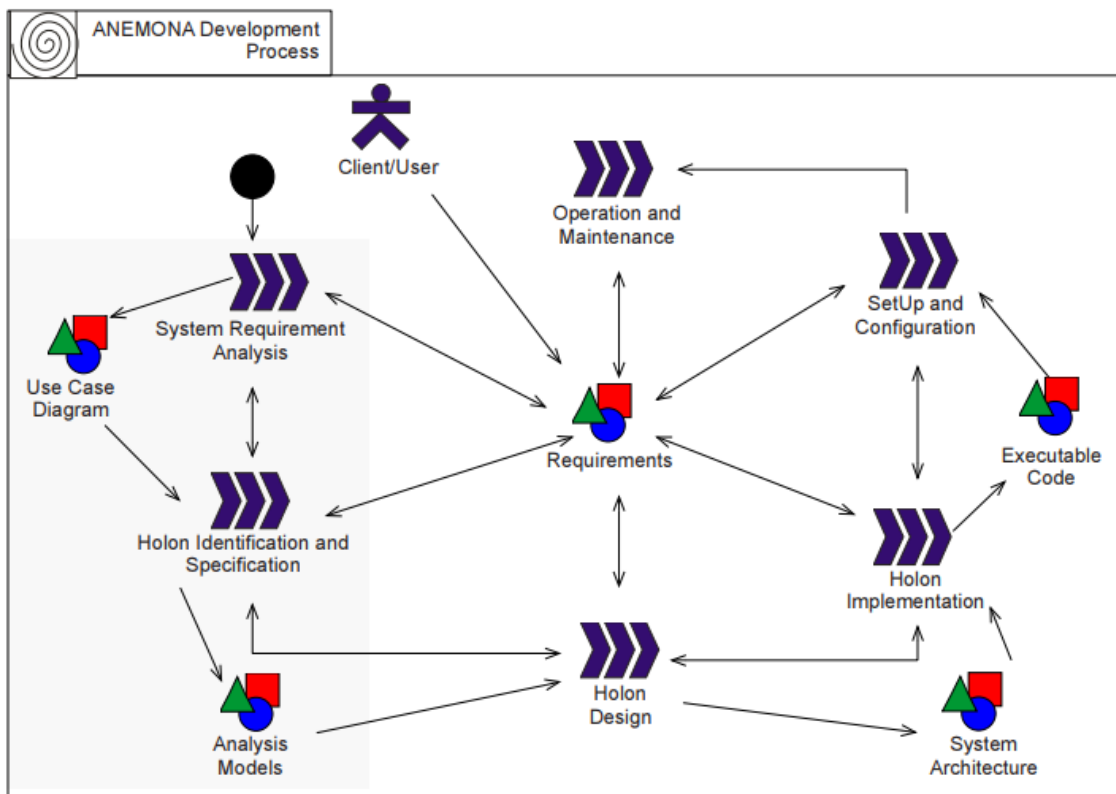 ANEMONA Development
Process
Client/User
Operation and
Maintenance
SetUp and
Configuration
System Requirement
Analysis
Use Case
Diagram
Requirements
Executable
Code
Holon Identification and
Specification
Holon
Implementation
Holon
Design
Analysis
Models
System
Architecture